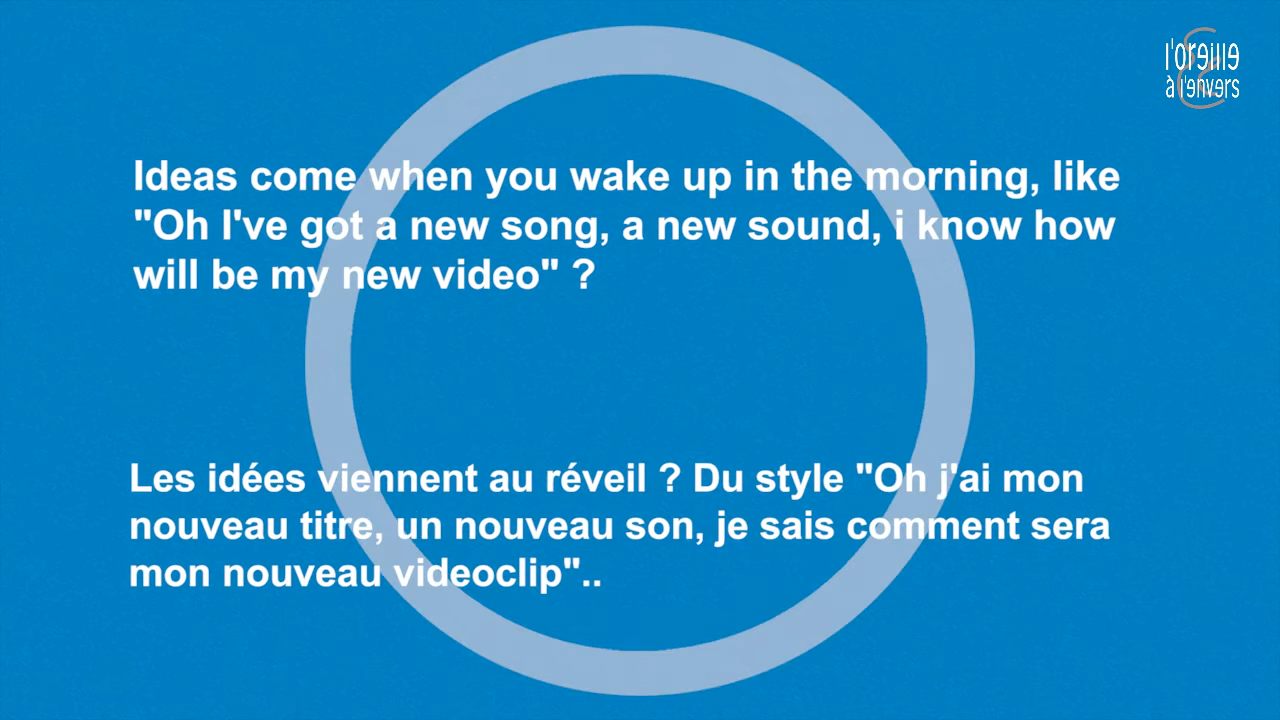 l'oreille
à l'envers
Ideas come when you wake up in the morning, like
"Oh I've got a new song, a new sound, i know how
will be my new video" ?
Les idées viennent au réveil ? Du style "Oh j'ai mon
nouveau titre, un nouveau son, je sais comment sera
mon nouveau videoclip"..